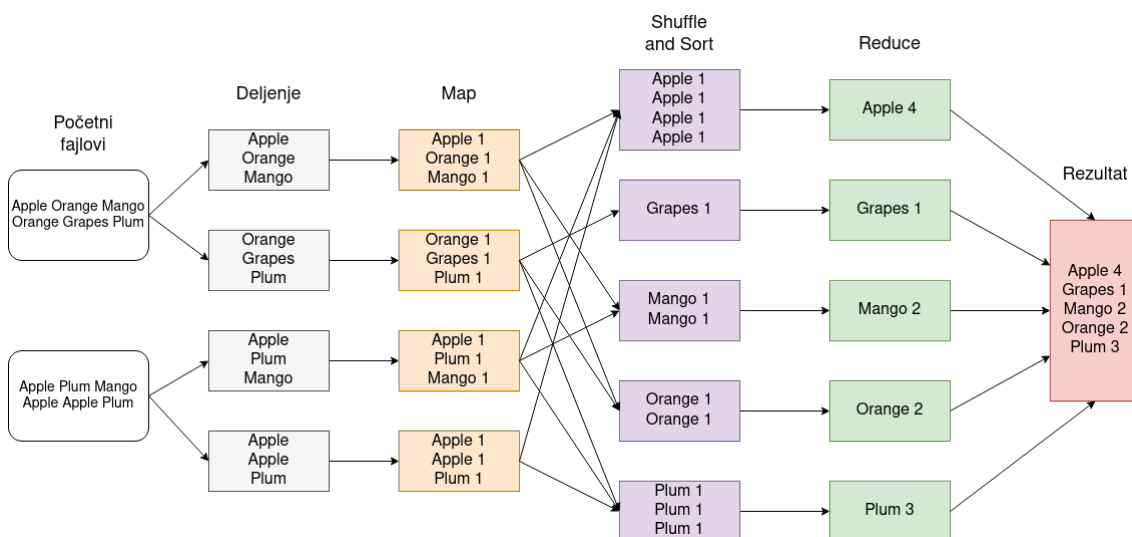 Početni
fajlovi
Apple Orange Mango
Orange Grapes Plum
Apple Plum Mango
Apple Apple Plum
Deljenje
Apple
Orange
Mango
Orange
Grapes
Plum
Apple
Plum
Mango
Apple
Apple
Plum
Map
Apple 1
Orange 1
Mango 1
Orange 1
Grapes 1
Plum 1
Apple 1
Plum 1
Mango 1
Apple 1
Apple 1
Plum 1
Shuffle
and Sort
Apple 1
Apple 1
Apple 1
Apple 1
Grapes 1
Mango 1
Mango 1
Orange 1
Orange 1
Plum 1
Plum 1
Plum 1
Reduce
Apple 4
Grapes 1
Mango 2
Orange 2
Plum 3
Rezultat
Apple 4
Grapes 1
Mango 2
Orange 2
Plum 3